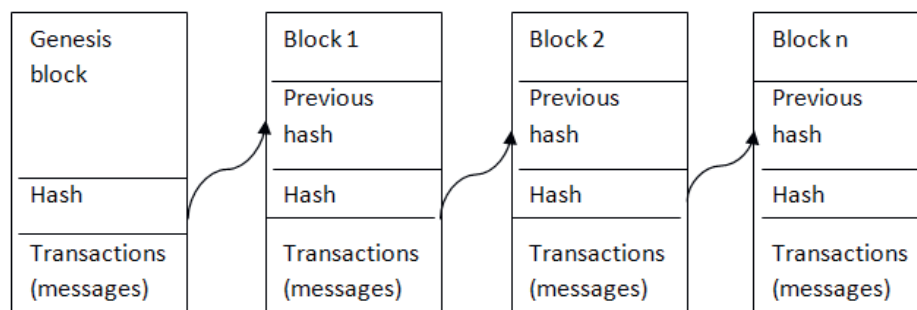 Genesis
block
Hash
Transactions
(messages)
Block 1
Previous
hash
Hash
Transactions
(messages)
Block 2
Previous
hash
Hash
Transactions
(messages)
Block n
Previous
hash
Hash
Transactions
(messages)